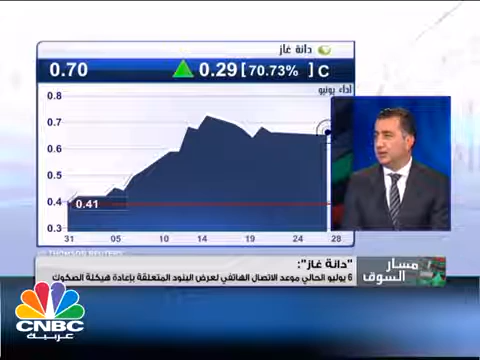 دانة غاز
0.70 0.29 [70.73%] C
أداء يونيو
0.8
0.7
0.6
0.5
0.4
0.3
0.41
31 05 10 14 19 24 28
© THOMSON REUTERS
"دانة غاز":
6 يوليو الحالي موعد الاتصال الهاتفي لعرض البنود المتعلقة بإعادة هيكلة الصكوك
مسار
السوق
CNBC
عربية